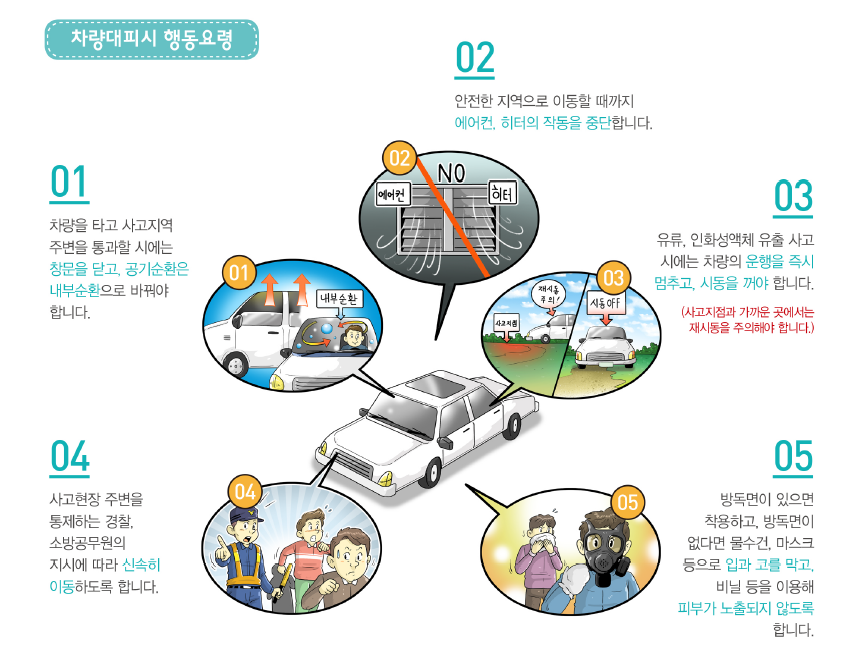 차량대피시 행동요령
01
차량을 타고 사고지역
주변을 통과할 시에는
창문을 닫고, 공기순환은
내부순환으로 바꿔야
합니다.
02
안전한 지역으로 이동할 때까지
에어컨, 히터의 작동을 중단합니다.
03
유류, 인화성액체 유출 사고
시에는 차량의 운행을 즉시
멈추고, 시동을 꺼야 합니다.
(사고지점과 가까운 곳에서는
재시동을 주의해야 합니다.)
01
내부순환
02
NO
에어컨
히터
03
사고지점
재시동
주의!
시동OFF
04
사고현장 주변을
통제하는 경찰,
소방공무원의
지시에 따라 신속히
이동하도록 합니다.
04
05
05
방독면이 있으면
착용하고, 방독면이
없다면 물수건, 마스크
등으로 입과 고를 막고,
비닐 등을 이용해
피부가 노출되지 않도록
합니다.